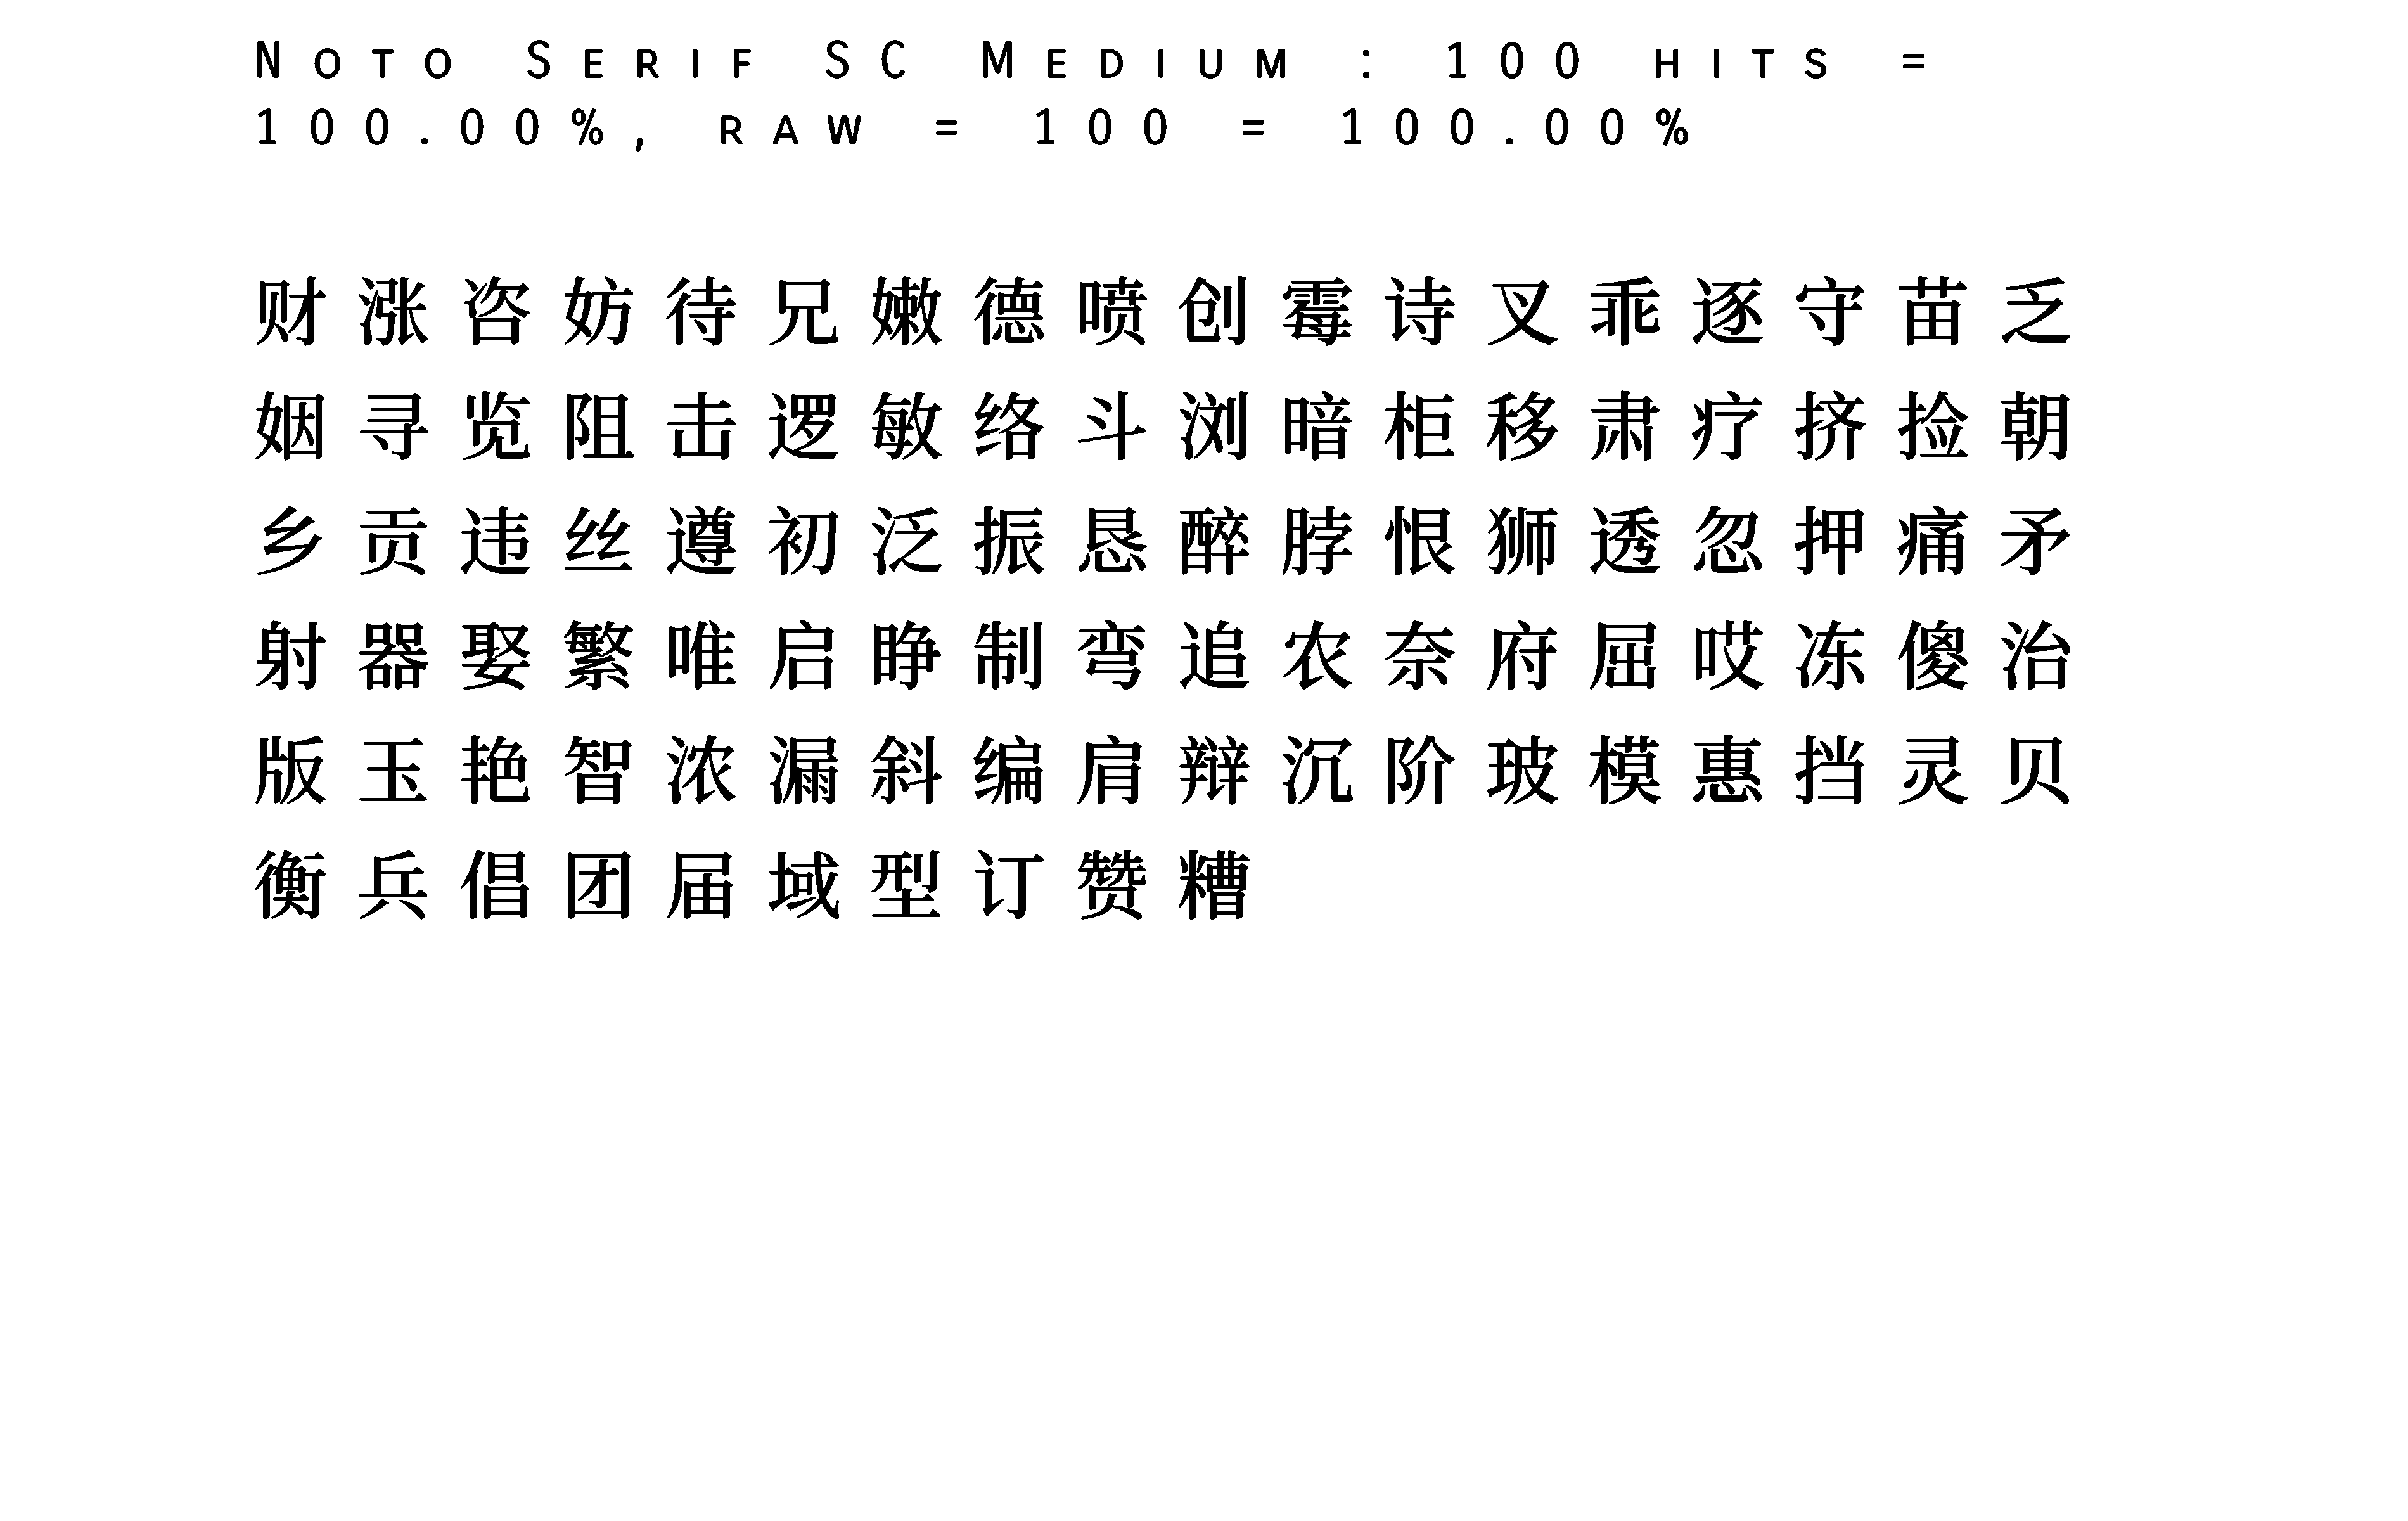 Noto Serif SC Medium : 100 hits =
100.00%, raw = 100 = 100.00%
财涨咨妨待兄嫩德喷创霉诗叉乖逐守苗乏
姻寻览阻击逻敏络斗浏暗柜移肃疗挤捡朝
乡贡违丝遵初泛振恳醉脖恨狮透忽押痛矛
射器娶繁唯启睁制弯追农奈府屈哎冻傻治
版玉艳智浓漏斜编肩辩沉阶玻模惠挡灵贝
衡兵倡团届域型订赞糟